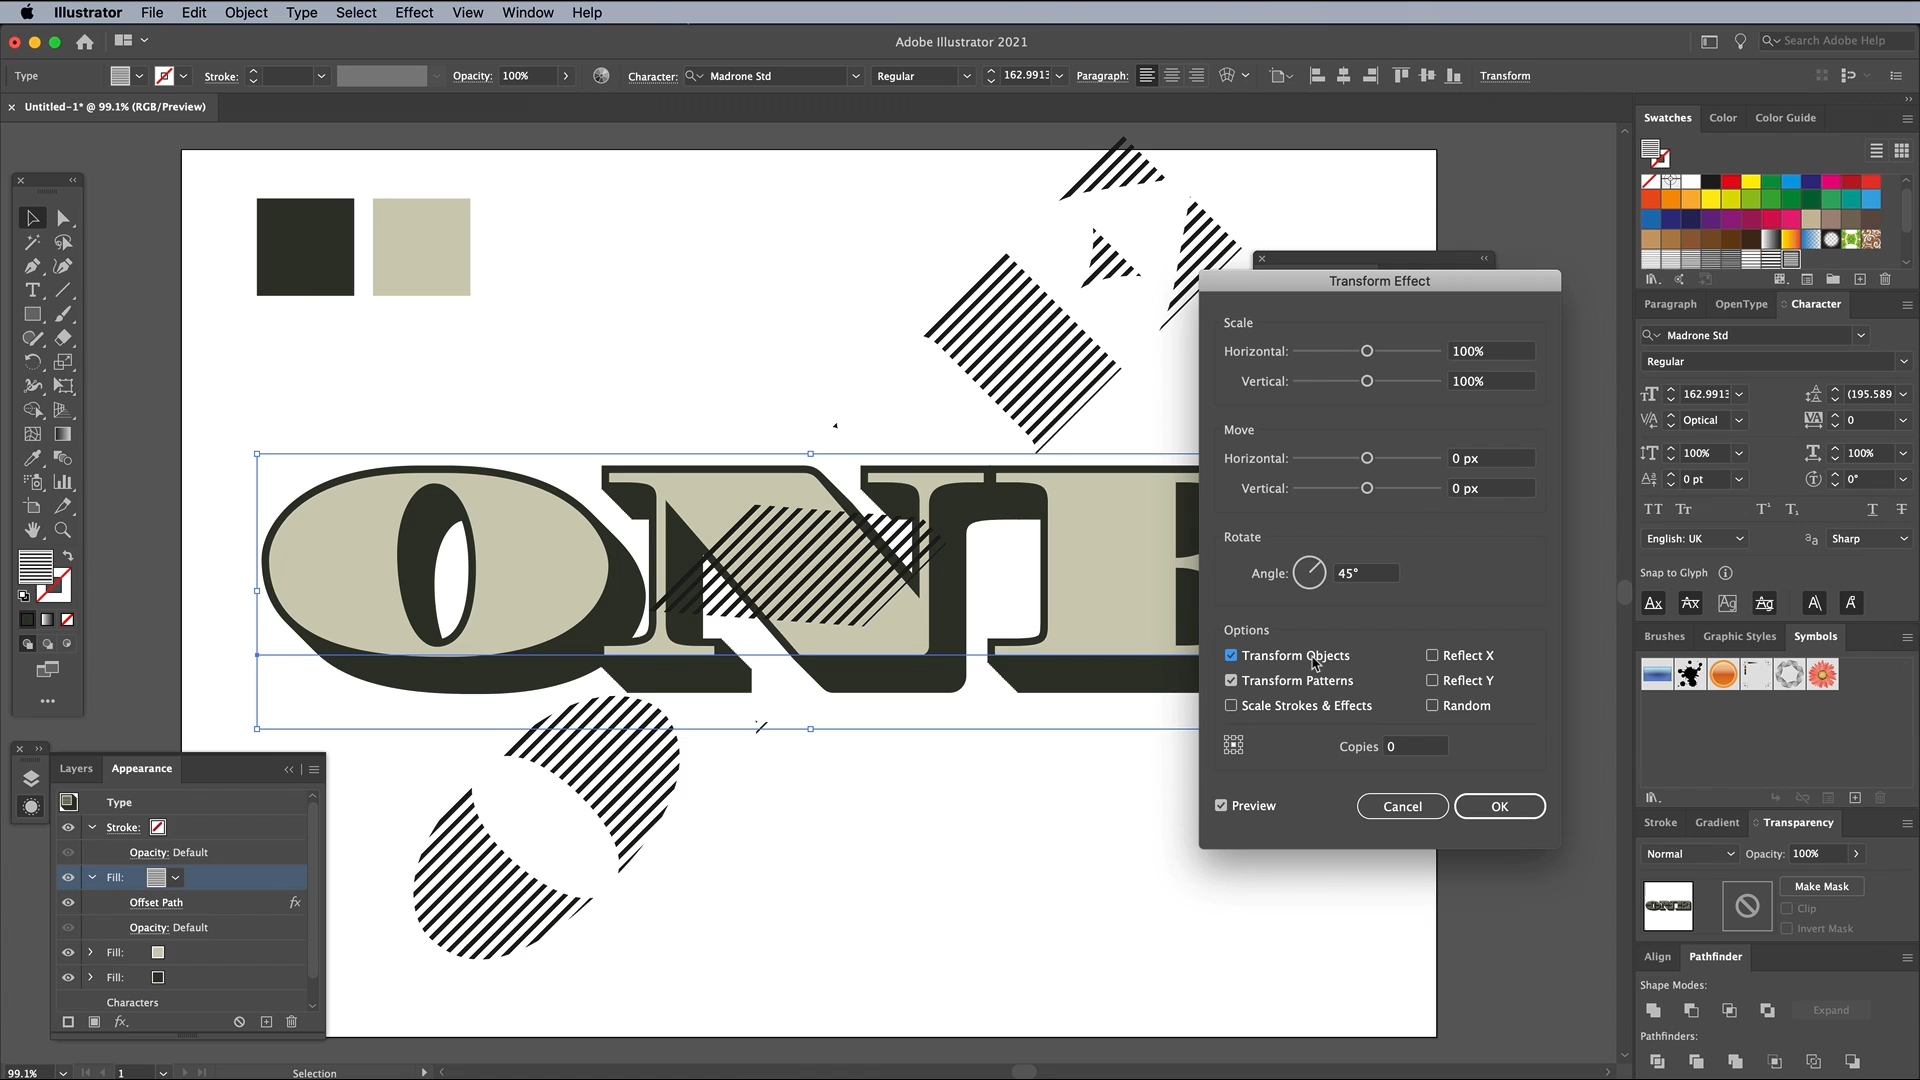 Illustrator File Edit Object Type Select Effect View Window Help
Adobe Illustrator 2021
Search Adobe Help
Type Stroke: Opacity: 100% Character: Madrone Std Regular 162.991 Paragraph: Transform
Untitled-1* @ 99.1% (RGB/Preview)
Swatches Color Color Guide
Transform Effect
Scale
Horizontal: 100%
Vertical: 100%
Move
Horizontal: 0 px
Vertical: 0 px
Rotate
Angle: 45°
Options
Transform Objects Reflect X
Transform Patterns Reflect Y
Scale Strokes & Effects Random
Copies 0
Preview Cancel OK
ONE
Paragraph OpenType Character
Madrone Std
Regular
162.991 (195.589
Optical 0
100% 100%
0 pt 0°
English: UK Sharp
Snap to Glyph
Brushes Graphic Styles Symbols
Stroke Gradient Transparency
Normal Opacity: 100%
Make Mask
Clip
Invert Mask
Align Pathfinder
Shape Modes:
Expand
Pathfinders:
Layers Appearance
Type
Stroke:
Opacity: Default
Fill:
Offset Path fx
Opacity: Default
Fill:
Fill:
Characters
fx.
99.1% 1 Selection